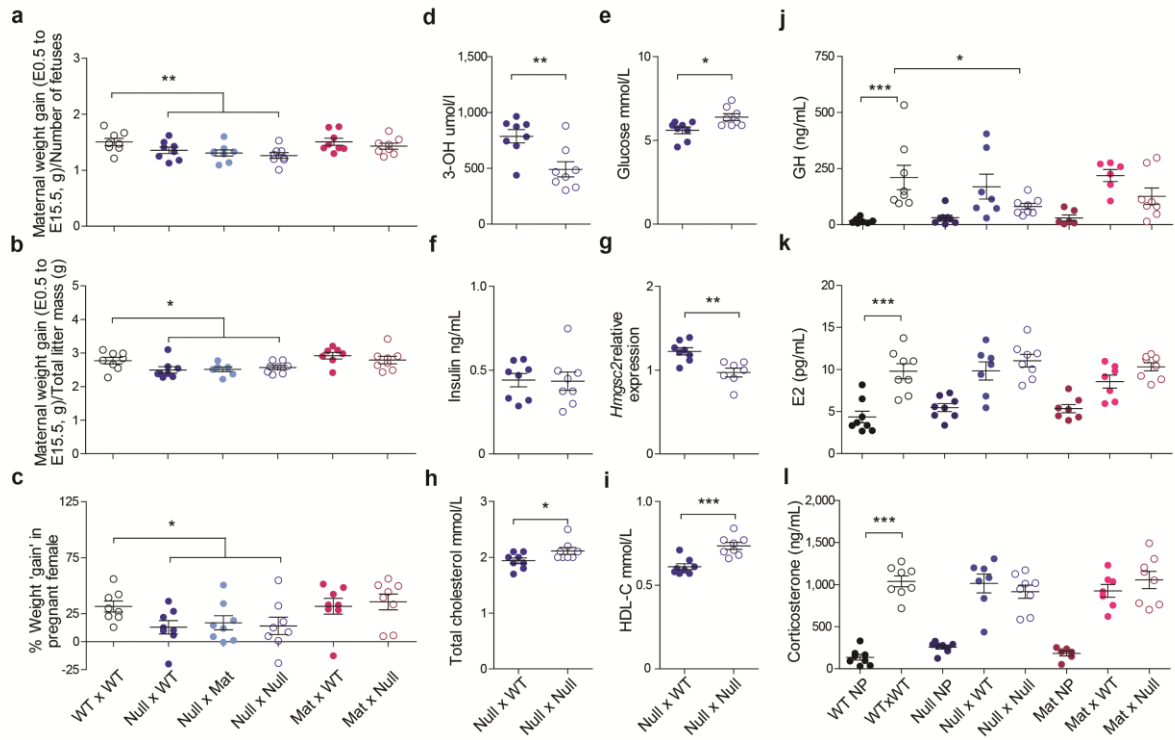 a
Maternal weight gain (E0.5 to
E15.5, g)/Number of fetuses
3
2
1
0
**
b
Maternal weight gain (E0.5 to
E15.5, g)/Total litter mass (g)
5
4
3
2
1
0
*
c
% Weight 'gain' in
pregnant female
125
75
25
-25
*
WT x WT
Null x WT
Null x Mat
Null x Null
Mat x WT
Mat x Null
d
3-OH umol/l
1,500
1,000
500
0
**
e
Glucose mmol/L
10
5
0
*
f
Insulin ng/mL
1.0
0.5
0.0
g
Hmgsc2relative
expression
2
1
0
**
h
Total cholesterol mmol/L
3
2
1
0
*
Null x WT
Null x Null
i
HDL-C mmol/L
1.0
0.5
0.0
***
Null x WT
Null x Null
j
GH (ng/mL)
750
500
250
0
***
*
k
E2 (pg/mL)
20
15
10
5
0
***
l
Corticosterone (ng/mL)
2,000
1,500
1,000
500
0
***
WT NP
WTxWT
Null NP
Null x WT
Null x Null
Mat NP
Mat x WT
Mat x Null